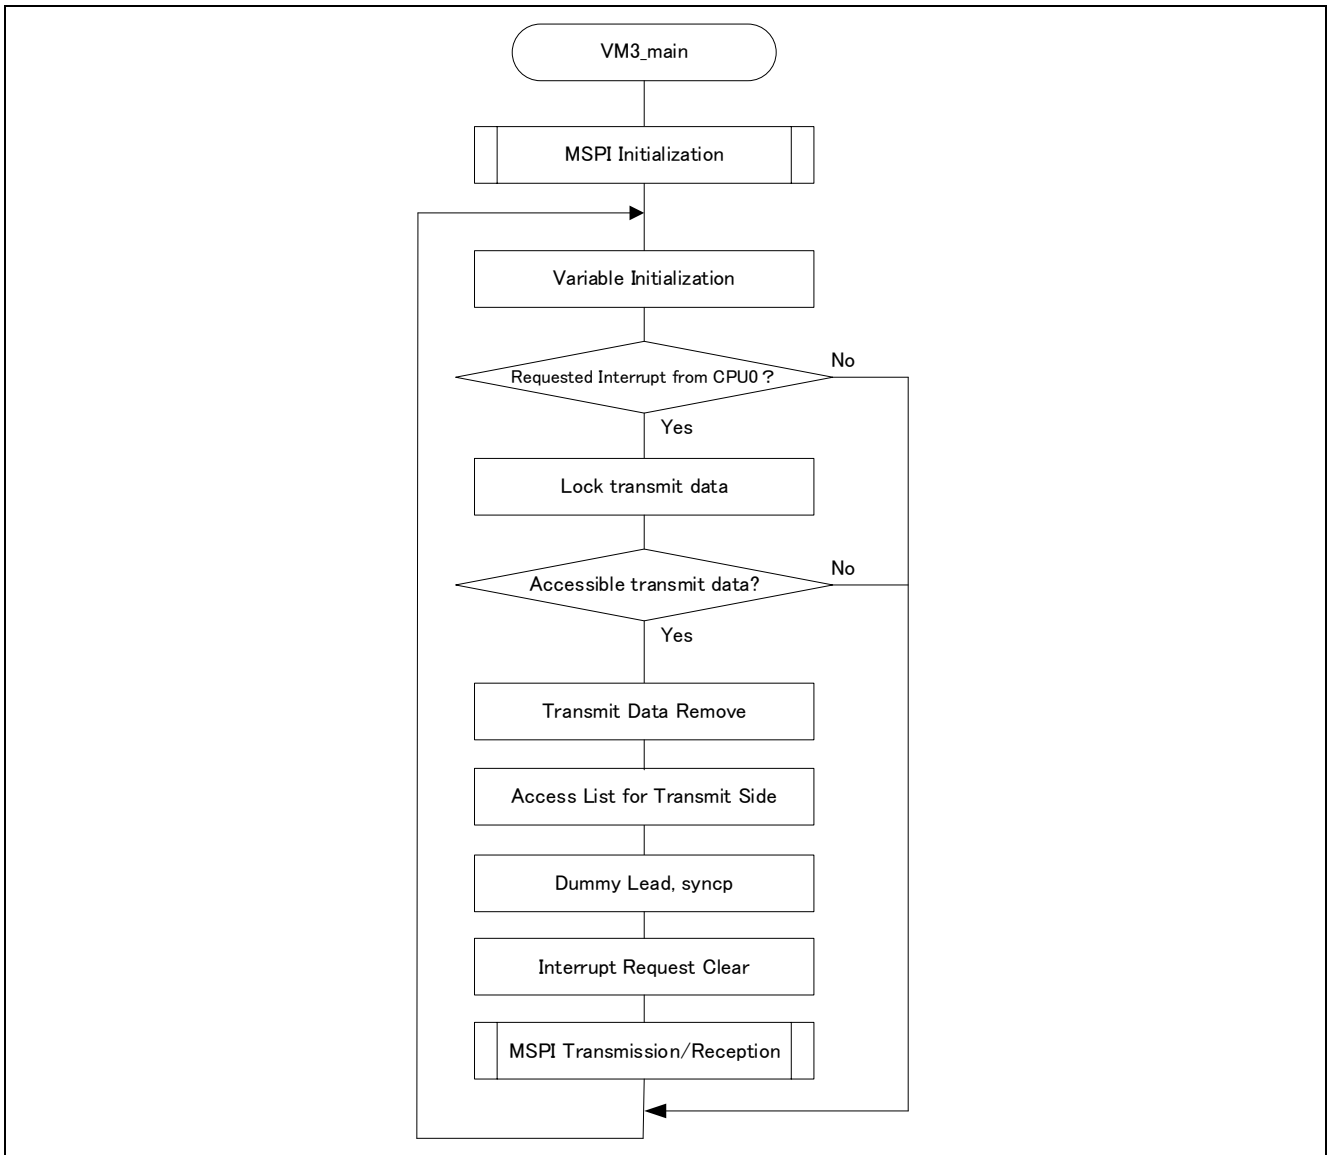 VM3_main
MSPI Initialization
Variable Initialization
No
Requested Interrupt from CPU0？
Yes
Lock transmit data
No
Accessible transmit data?
Yes
Transmit Data Remove
Access List for Transmit Side
Dummy Lead, syncp
Interrupt Request Clear
MSPI Transmission/Reception